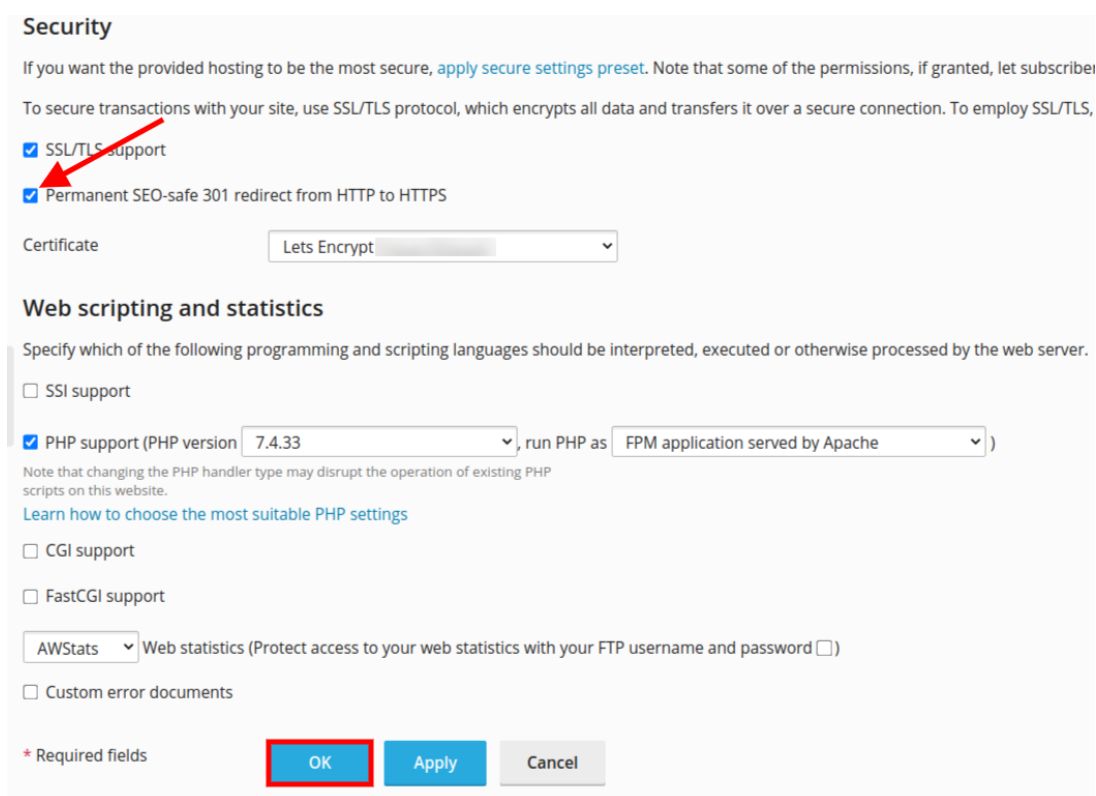 Security
If you want the provided hosting to be the most secure, apply secure settings preset. Note that some of the permissions, if granted, let subscriber
To secure transactions with your site, use SSL/TLS protocol, which encrypts all data and transfers it over a secure connection. To employ SSL/TLS,
SSL/TLS support
Permanent SEO-safe 301 redirect from HTTP to HTTPS
Certificate Lets Encrypt
Web scripting and statistics
Specify which of the following programming and scripting languages should be interpreted, executed or otherwise processed by the web server.
SSI support
PHP support (PHP version 7.4.33 , run PHP as FPM application served by Apache )
Note that changing the PHP handler type may disrupt the operation of existing PHP
scripts on this website.
Learn how to choose the most suitable PHP settings
CGI support
FastCGI support
AWStats Web statistics (Protect access to your web statistics with your FTP username and password )
Custom error documents
* Required fields OK Apply Cancel